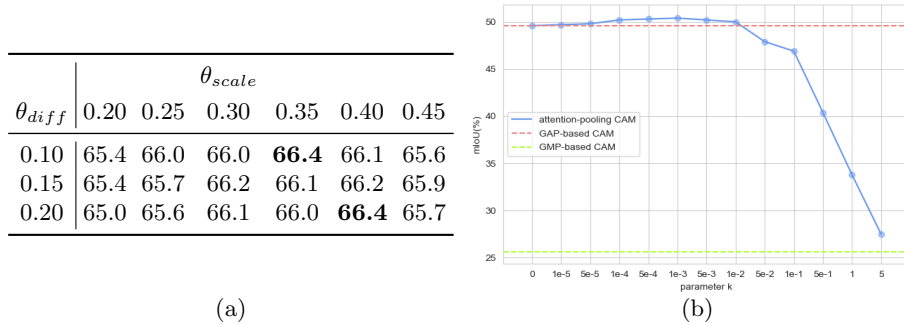 θscale
θdiff 0.20 0.25 0.30 0.35 0.40 0.45
0.10 65.4 66.0 66.0 66.4 66.1 65.6
0.15 65.4 65.7 66.2 66.1 66.2 65.9
0.20 65.0 65.6 66.1 66.0 66.4 65.7
(a)
50
45
40
35
30
25
mIoU(%)
attention-pooling CAM
GAP-based CAM
GMP-based CAM
0 1e-5 5e-5 1e-4 5e-4 1e-3 5e-3 1e-2 5e-2 1e-1 5e-1 1 5
parameter k
(b)